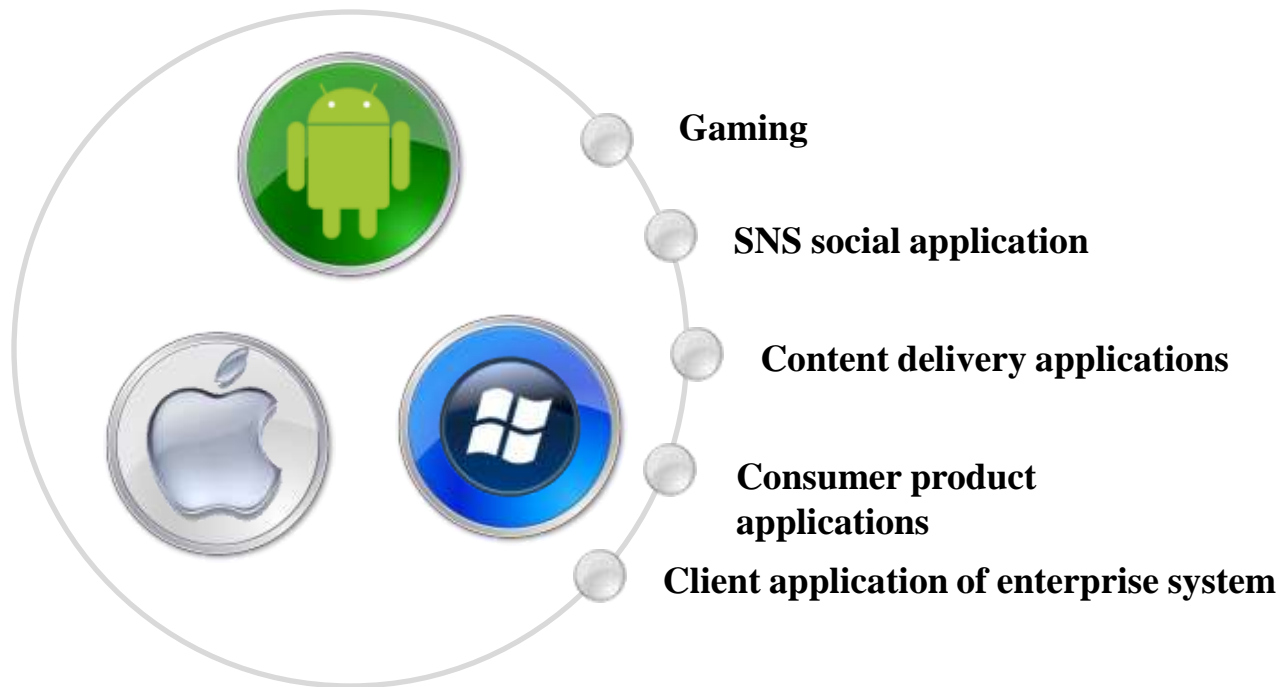 Gaming
SNS social application
Content delivery applications
Consumer product
applications
Client application of enterprise system